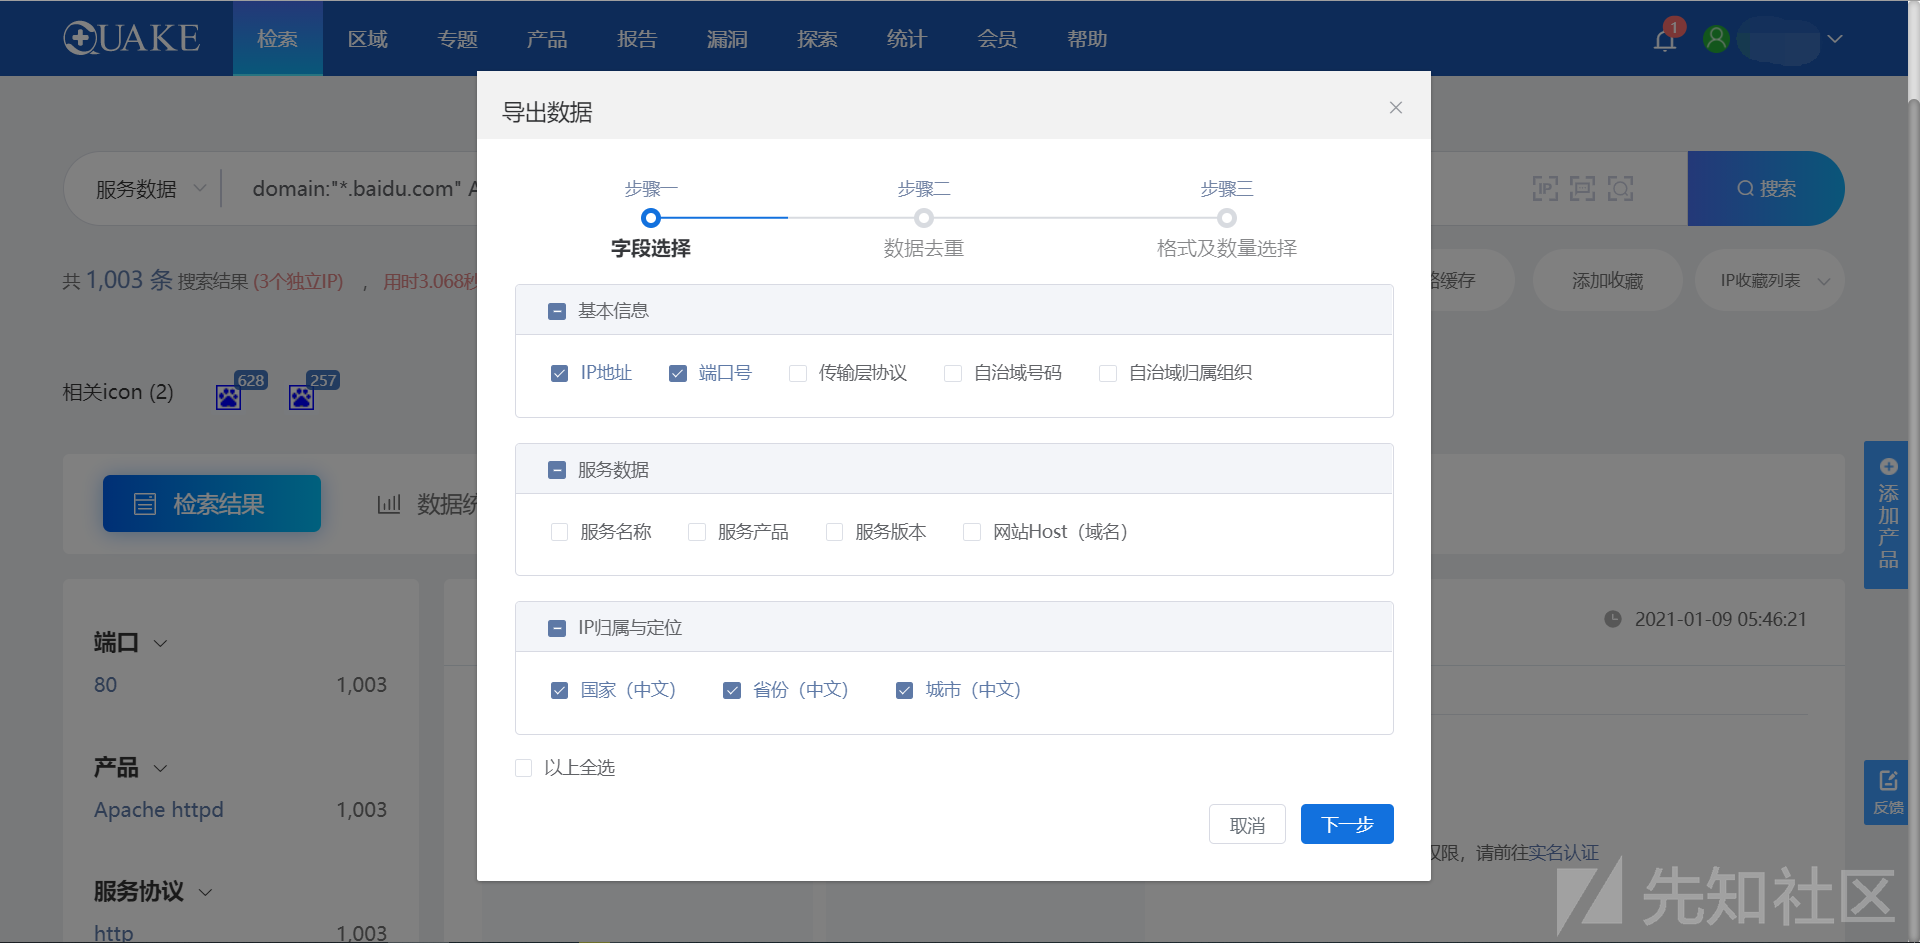 QUAKE 检索 区域 专题 产品 报告 漏洞 探索 统计 会员 帮助 1
导出数据
服务数据 domain:"*.baidu.com" A 搜索
步骤一 步骤二 步骤三
字段选择 数据去重 格式及数量选择
共 1,003 条 搜索结果 (3个独立IP) ，用时3.068秒 缓存 添加收藏 IP收藏列表
基本信息
IP地址 端口号 传输层协议 自治域号码 自治域归属组织
相关icon (2) 628 257
服务数据
检索结果 数据统
服务名称 服务产品 服务版本 网站Host（域名）
添加产品
IP归属与定位
2021-01-09 05:46:21
端口
80 1,003
国家（中文） 省份（中文） 城市（中文）
产品
以上全选
Apache httpd 1,003
取消 下一步
反馈
权限，请前往实名认证
服务协议
http 1,003
先知社区